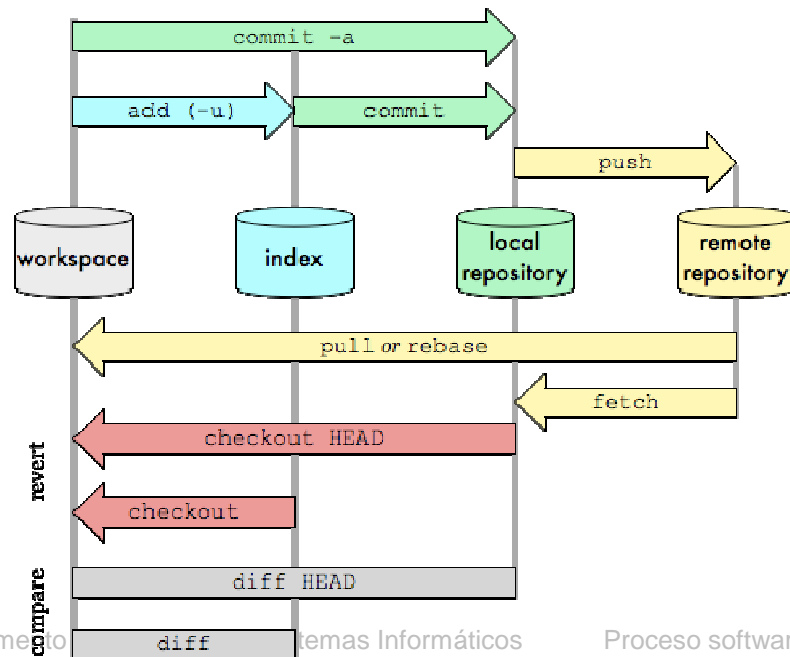 commit -a
add (-u)
commit
push
workspace
index
local
repository
remote
repository
pull or rebase
fetch
revert
checkout HEAD
checkout
compare
diff HEAD
diff
temas Informáticos
Proceso softwar